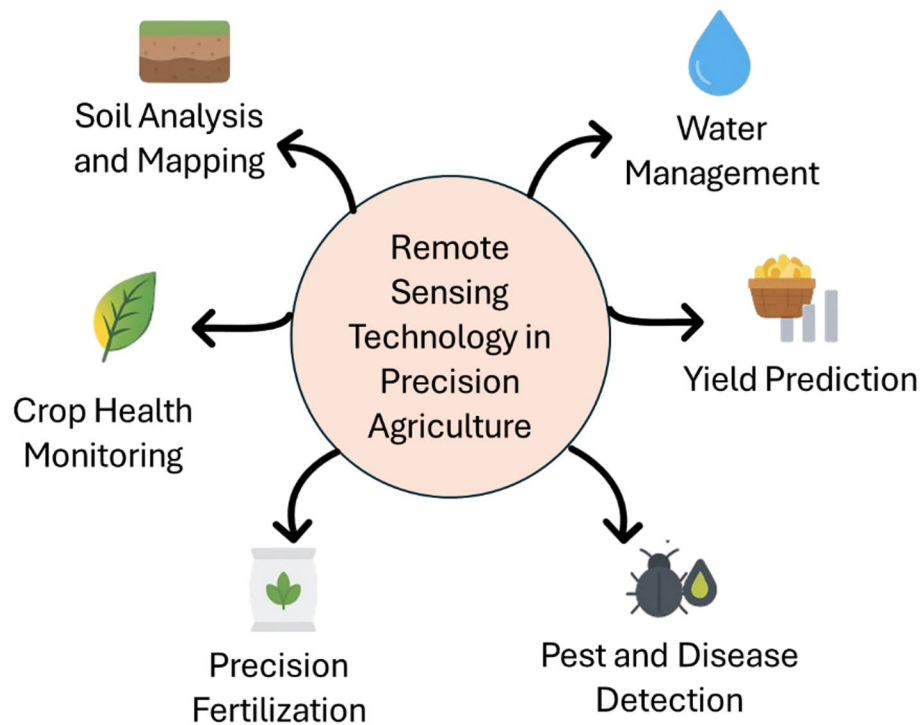 Soil Analysis
and Mapping
Water
Management
Remote
Sensing
Technology in
Precision
Agriculture
Crop Health
Monitoring
Yield Prediction
Precision
Fertilization
Pest and Disease
Detection